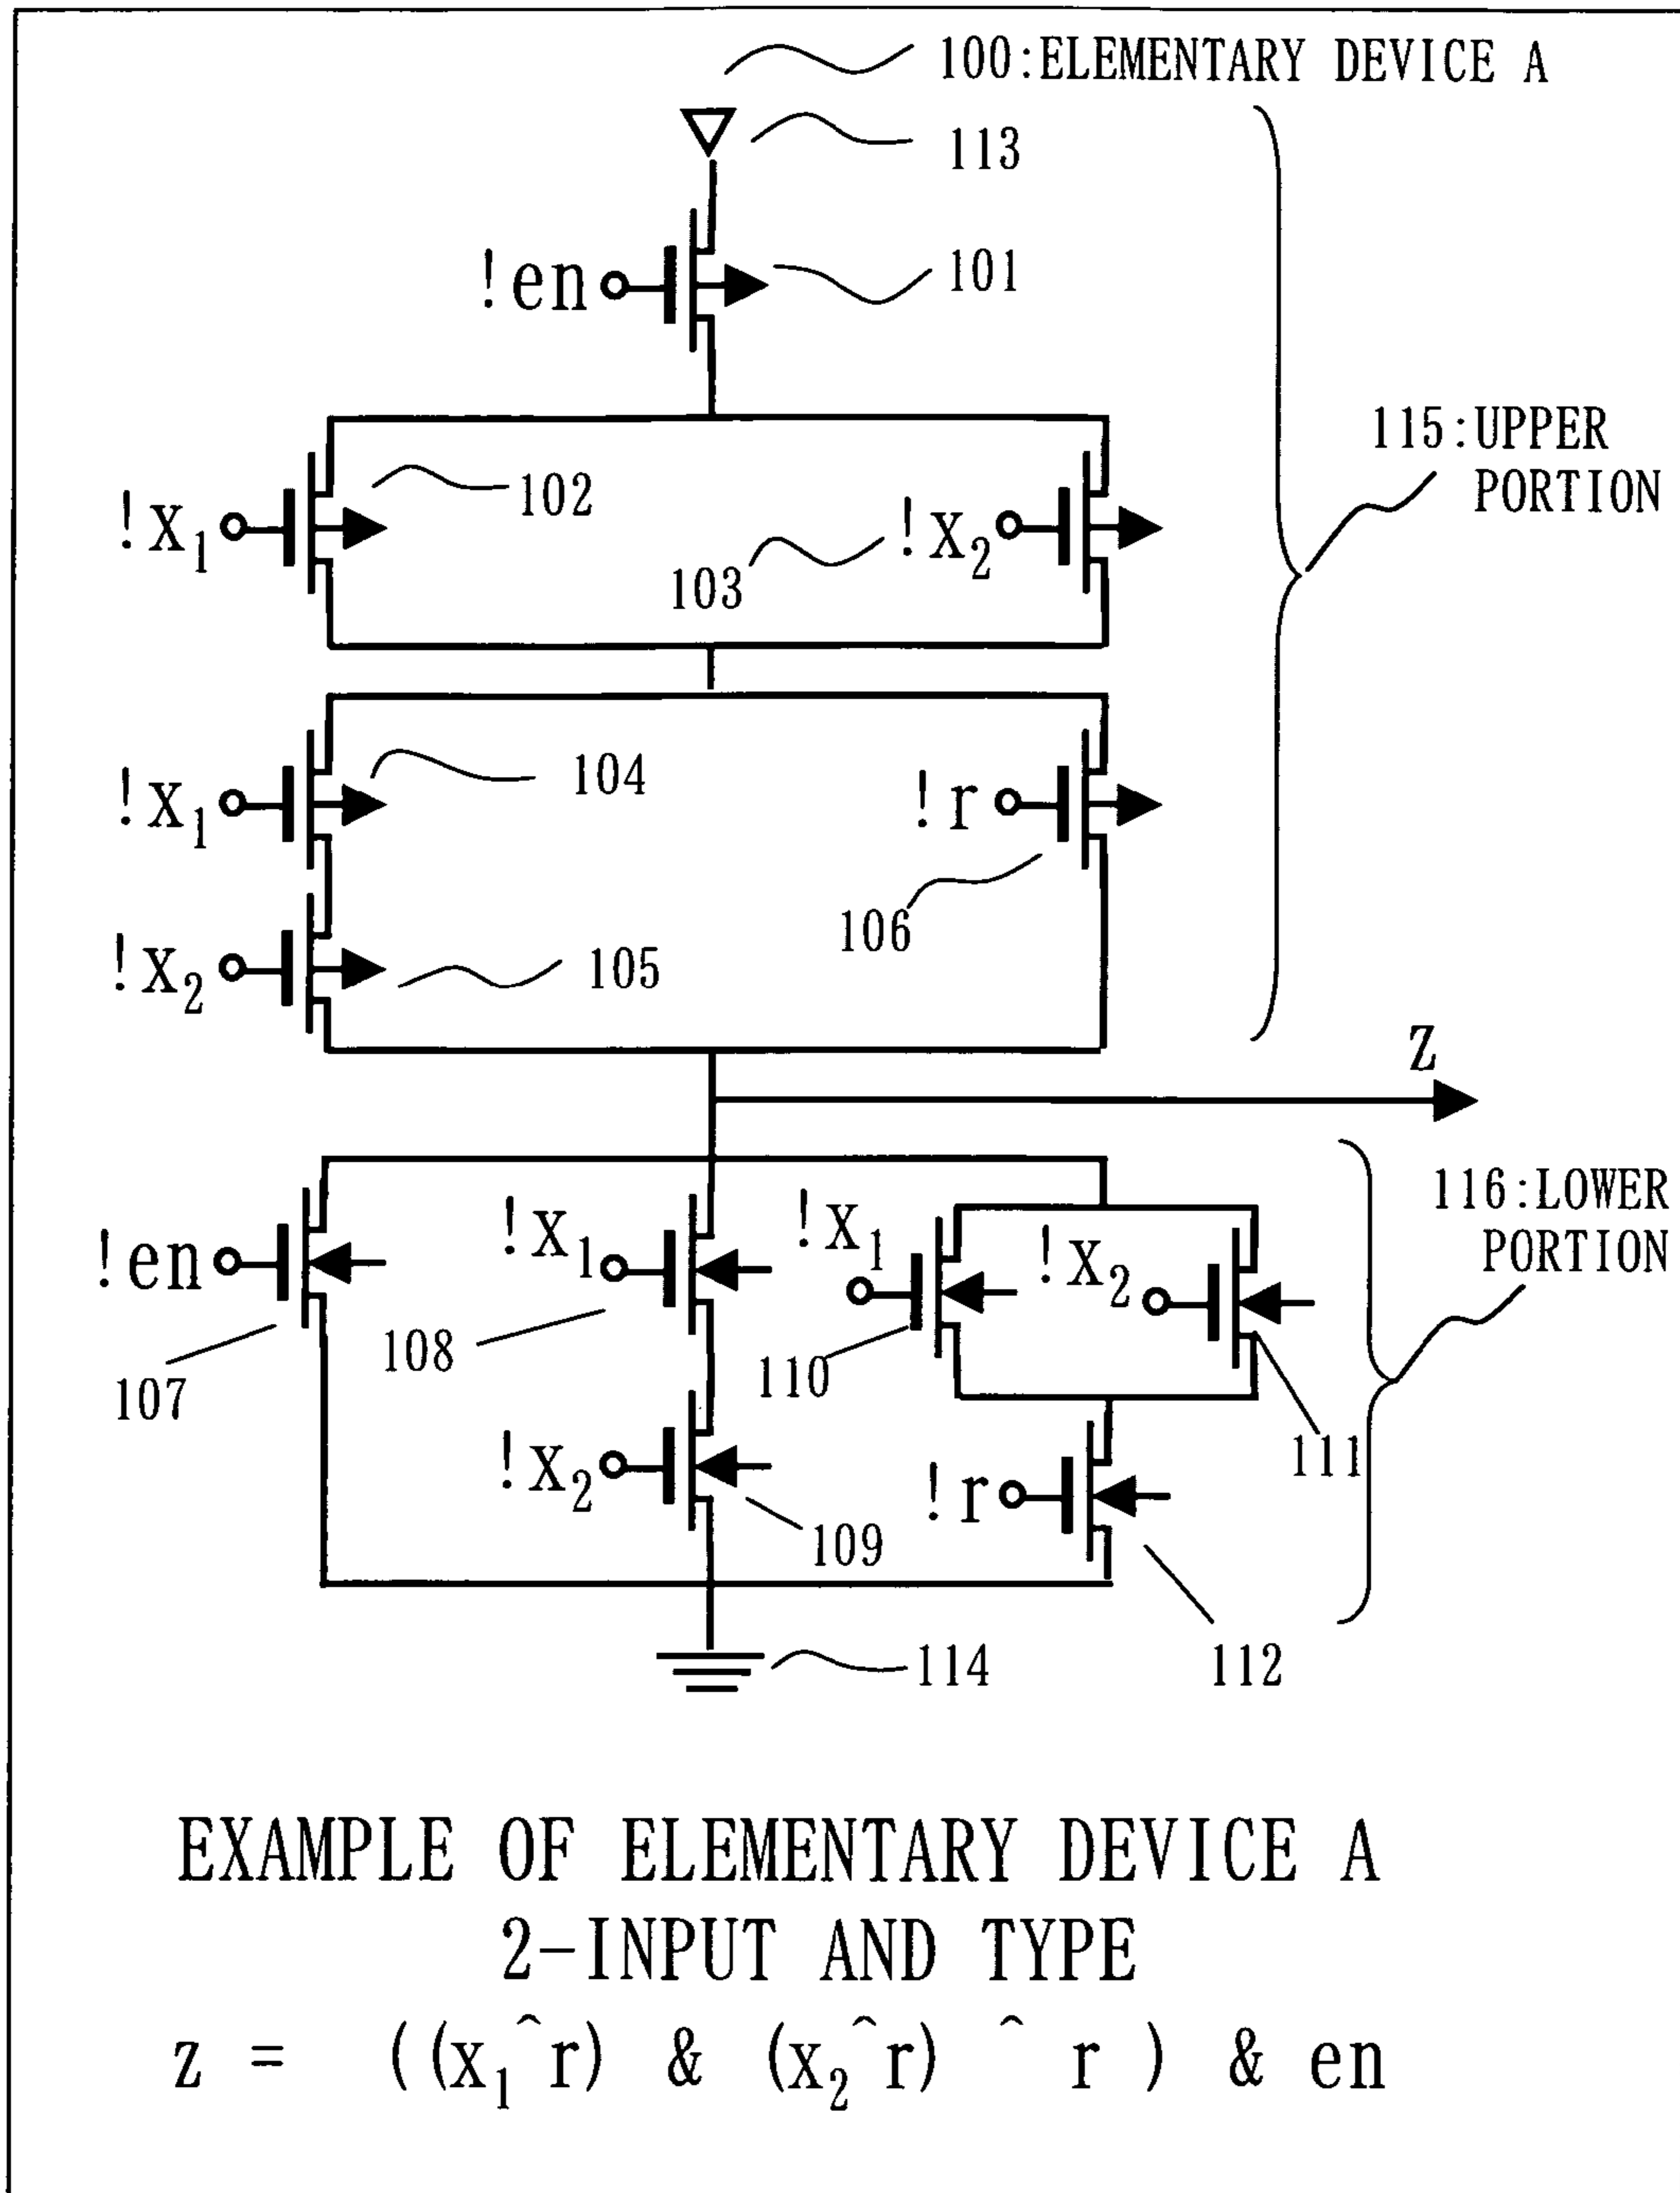 100:ELEMENTARY DEVICE A
113
!en
101
115:UPPER
PORTION
!x₁
102
103
!x₂
!x₁
104
!r
106
!x₂
105
z
116:LOWER
PORTION
!en
107
!x₁
108
!x₁
110
!x₂
111
!x₂
109
!r
112
114
EXAMPLE OF ELEMENTARY DEVICE A
2-INPUT AND TYPE
z = ((x₁^r) & (x₂^r) ^ r ) & en